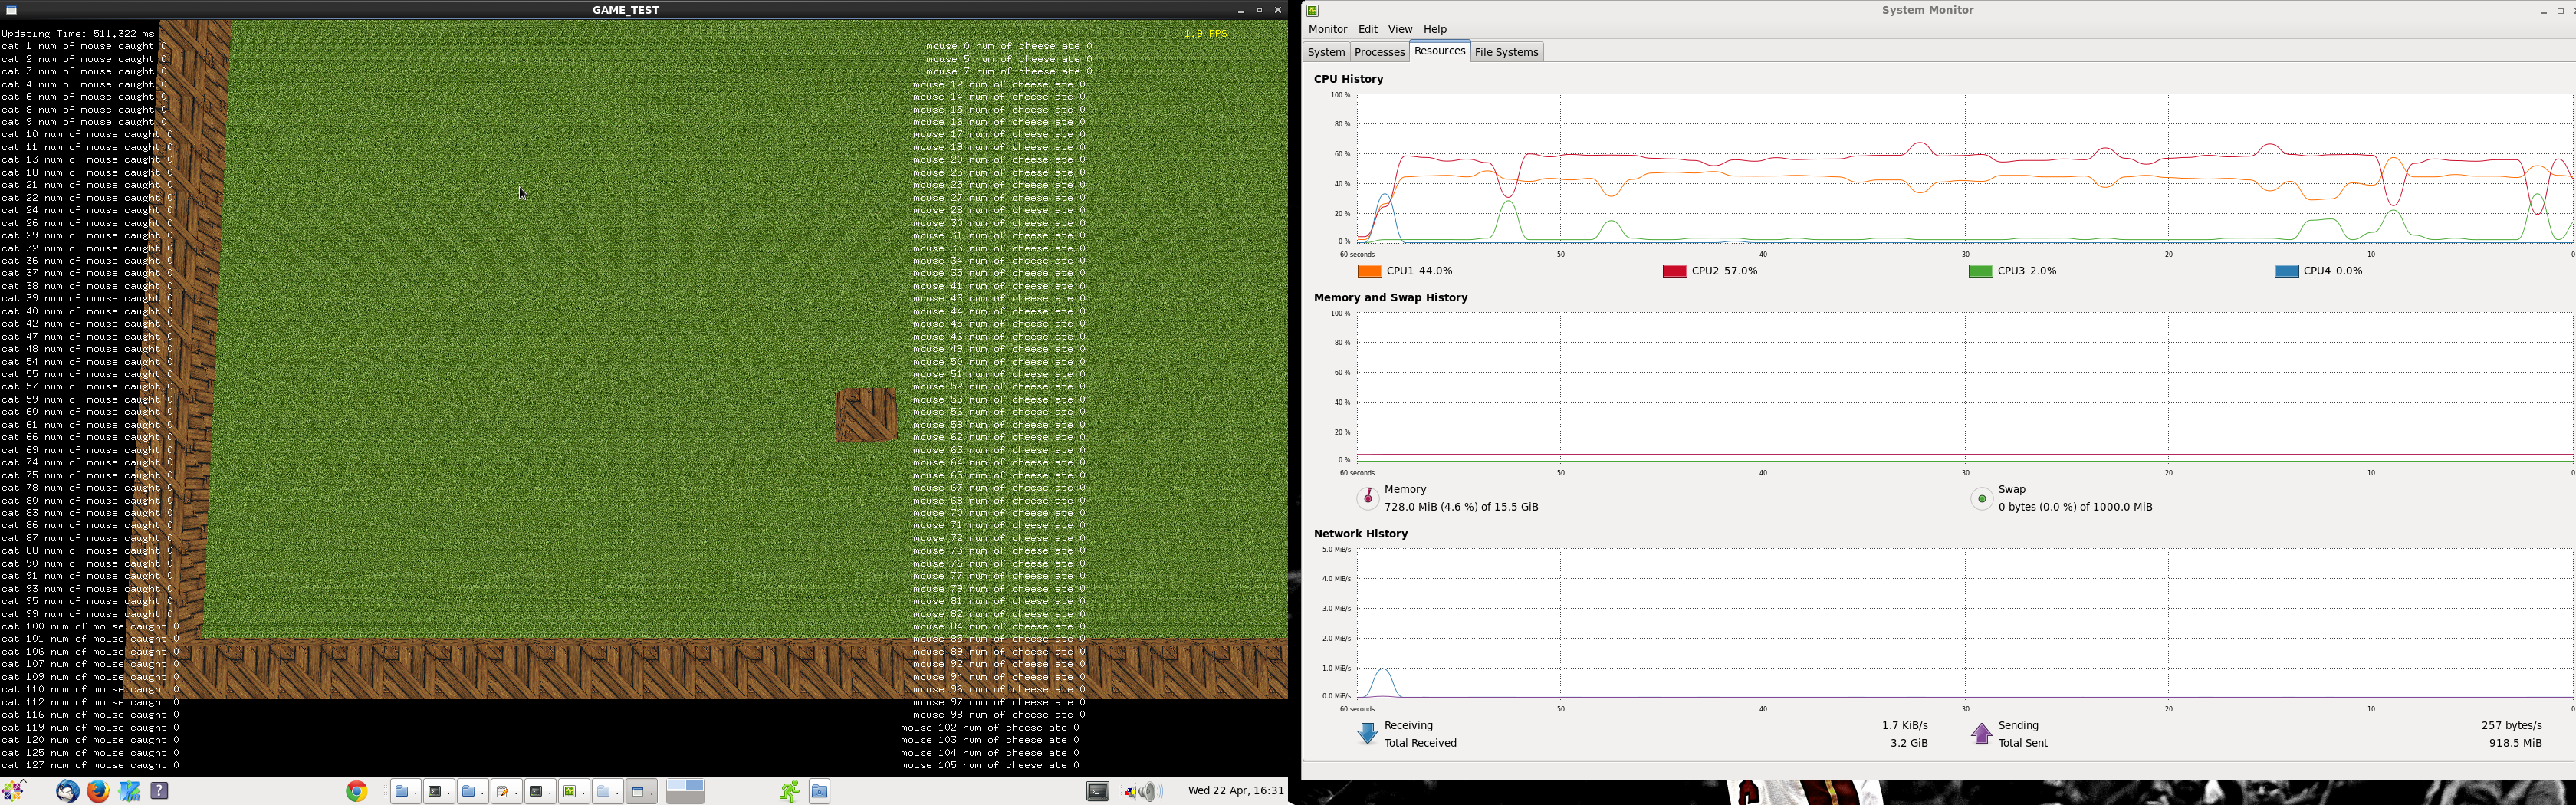 GAME_TEST
Updating Time: 511.322 ms
1.9 FPS
cat 1 num of mouse caught 0
cat 2 num of mouse caught 0
cat 3 num of mouse caught 0
cat 4 num of mouse caught 0
cat 6 num of mouse caught 0
cat 8 num of mouse caught 0
cat 9 num of mouse caught 0
cat 10 num of mouse caught 0
cat 11 num of mouse caught 0
cat 13 num of mouse caught 0
cat 18 num of mouse caught 0
cat 21 num of mouse caught 0
cat 22 num of mouse caught 0
cat 24 num of mouse caught 0
cat 26 num of mouse caught 0
cat 29 num of mouse caught 0
cat 32 num of mouse caught 0
cat 36 num of mouse caught 0
cat 37 num of mouse caught 0
cat 38 num of mouse caught 0
cat 39 num of mouse caught 0
cat 40 num of mouse caught 0
cat 42 num of mouse caught 0
cat 47 num of mouse caught 0
cat 48 num of mouse caught 0
cat 54 num of mouse caught 0
cat 55 num of mouse caught 0
cat 57 num of mouse caught 0
cat 59 num of mouse caught 0
cat 60 num of mouse caught 0
cat 61 num of mouse caught 0
cat 66 num of mouse caught 0
cat 69 num of mouse caught 0
cat 74 num of mouse caught 0
cat 75 num of mouse caught 0
cat 78 num of mouse caught 0
cat 80 num of mouse caught 0
cat 83 num of mouse caught 0
cat 86 num of mouse caught 0
cat 87 num of mouse caught 0
cat 88 num of mouse caught 0
cat 90 num of mouse caught 0
cat 91 num of mouse caught 0
cat 93 num of mouse caught 0
cat 95 num of mouse caught 0
cat 99 num of mouse caught 0
cat 100 num of mouse caught 0
cat 101 num of mouse caught 0
cat 106 num of mouse caught 0
cat 107 num of mouse caught 0
cat 109 num of mouse caught 0
cat 110 num of mouse caught 0
cat 112 num of mouse caught 0
cat 116 num of mouse caught 0
cat 119 num of mouse caught 0
cat 120 num of mouse caught 0
cat 125 num of mouse caught 0
cat 127 num of mouse caught 0
mouse 0 num of cheese ate 0
mouse 5 num of cheese ate 0
mouse 7 num of cheese ate 0
mouse 12 num of cheese ate 0
mouse 14 num of cheese ate 0
mouse 15 num of cheese ate 0
mouse 16 num of cheese ate 0
mouse 17 num of cheese ate 0
mouse 19 num of cheese ate 0
mouse 20 num of cheese ate 0
mouse 23 num of cheese ate 0
mouse 25 num of cheese ate 0
mouse 27 num of cheese ate 0
mouse 28 num of cheese ate 0
mouse 30 num of cheese ate 0
mouse 31 num of cheese ate 0
mouse 33 num of cheese ate 0
mouse 34 num of cheese ate 0
mouse 35 num of cheese ate 0
mouse 41 num of cheese ate 0
mouse 43 num of cheese ate 0
mouse 44 num of cheese ate 0
mouse 45 num of cheese ate 0
mouse 46 num of cheese ate 0
mouse 49 num of cheese ate 0
mouse 50 num of cheese ate 0
mouse 51 num of cheese ate 0
mouse 52 num of cheese ate 0
mouse 53 num of cheese ate 0
mouse 56 num of cheese ate 0
mouse 58 num of cheese ate 0
mouse 62 num of cheese ate 0
mouse 63 num of cheese ate 0
mouse 64 num of cheese ate 0
mouse 65 num of cheese ate 0
mouse 67 num of cheese ate 0
mouse 68 num of cheese ate 0
mouse 70 num of cheese ate 0
mouse 71 num of cheese ate 0
mouse 72 num of cheese ate 0
mouse 73 num of cheese ate 0
mouse 76 num of cheese ate 0
mouse 77 num of cheese ate 0
mouse 79 num of cheese ate 0
mouse 81 num of cheese ate 0
mouse 82 num of cheese ate 0
mouse 84 num of cheese ate 0
mouse 85 num of cheese ate 0
mouse 89 num of cheese ate 0
mouse 92 num of cheese ate 0
mouse 94 num of cheese ate 0
mouse 96 num of cheese ate 0
mouse 97 num of cheese ate 0
mouse 98 num of cheese ate 0
mouse 102 num of cheese ate 0
mouse 103 num of cheese ate 0
mouse 104 num of cheese ate 0
mouse 105 num of cheese ate 0
Wed 22 Apr, 16:31
System Monitor
Monitor Edit View Help
System Processes Resources File Systems
CPU History
100 %
80 %
60 %
40 %
20 %
0 %
60 seconds 50 40 30 20 10 0
CPU1 44.0% CPU2 57.0% CPU3 2.0% CPU4 0.0%
Memory and Swap History
100 %
80 %
60 %
40 %
20 %
0 %
60 seconds 50 40 30 20 10 0
Memory
728.0 MiB (4.6 %) of 15.5 GiB
Swap
0 bytes (0.0 %) of 1000.0 MiB
Network History
5.0 MiB/s
4.0 MiB/s
3.0 MiB/s
2.0 MiB/s
1.0 MiB/s
0.0 MiB/s
60 seconds 50 40 30 20 10 0
Receiving 1.7 KiB/s
Total Received 3.2 GiB
Sending 257 bytes/s
Total Sent 918.5 MiB